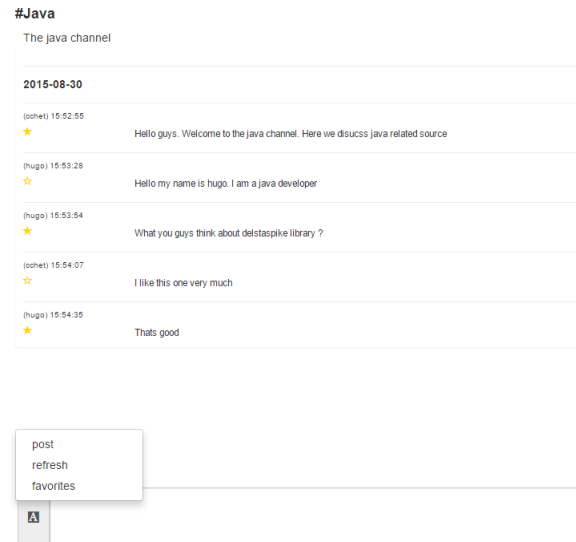 #Java
The java channel
2015-08-30
(cchet) 15:52:55
Hello guys. Welcome to the java channel. Here we disucss java related source
(hugo) 15:53:28
Hello my name is hugo. I am a java developer
(hugo) 15:53:54
What you guys think about delstaspike library ?
(cchet) 15:54:07
I like this one very much
(hugo) 15:54:35
Thats good
post
refresh
favorites
A